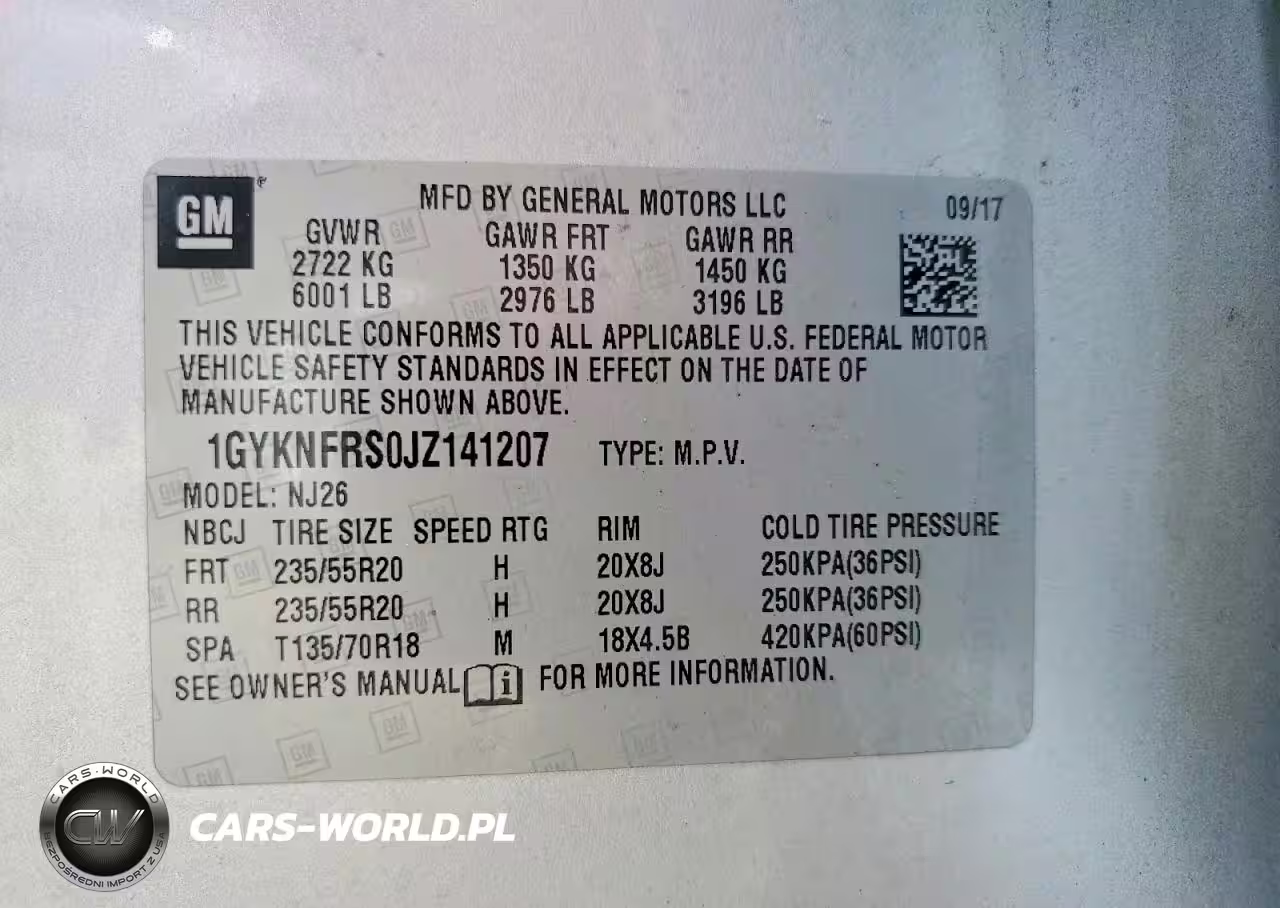 GM
MFD BY GENERAL MOTORS LLC 09/17
GVWR GAWR FRT GAWR RR
2722 KG 1350 KG 1450 KG
6001 LB 2976 LB 3196 LB
THIS VEHICLE CONFORMS TO ALL APPLICABLE U.S. FEDERAL MOTOR
VEHICLE SAFETY STANDARDS IN EFFECT ON THE DATE OF
MANUFACTURE SHOWN ABOVE.
1GYKNFRS0JZ141207 TYPE: M.P.V.
MODEL: NJ26
NBCJ TIRE SIZE SPEED RTG RIM COLD TIRE PRESSURE
FRT 235/55R20 H 20X8J 250KPA(36PSI)
RR 235/55R20 H 20X8J 250KPA(36PSI)
SPA T135/70R18 M 18X4.5B 420KPA(60PSI)
SEE OWNER'S MANUAL i FOR MORE INFORMATION.
CARS-WORLD
CW
BEZPOŚREDNI IMPORT Z USA
CARS-WORLD.PL